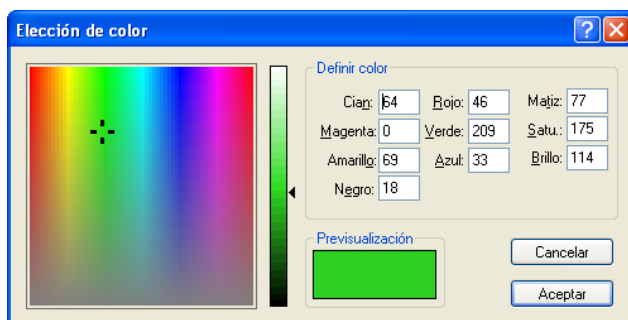 Elección de color
Definir color
Cian: 64 Rojo: 46 Matiz: 77
Magenta: 0 Verde: 209 Satu.: 175
Amarillo: 69 Azul: 33 Brillo: 114
Negro: 18
Previsualización
Cancelar
Aceptar